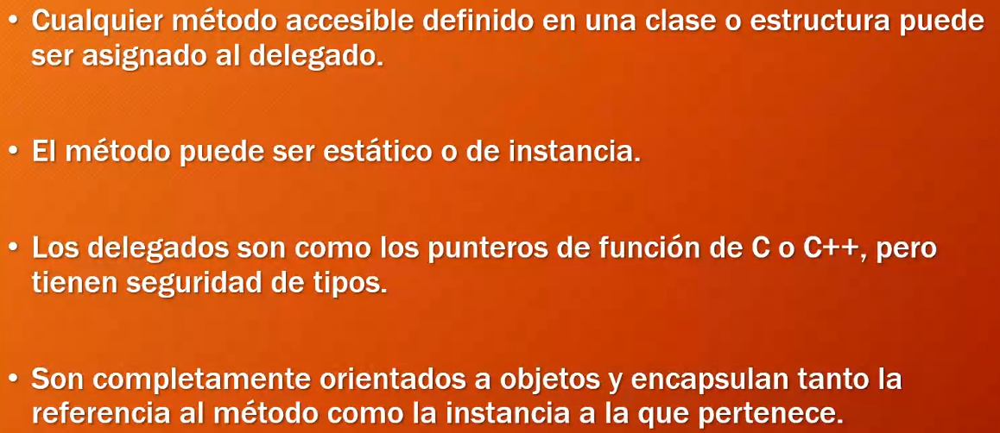 • Cualquier método accesible definido en una clase o estructura puede
ser asignado al delegado.
• El método puede ser estático o de instancia.
• Los delegados son como los punteros de función de C o C++, pero
tienen seguridad de tipos.
• Son completamente orientados a objetos y encapsulan tanto la
referencia al método como la instancia a la que pertenece.